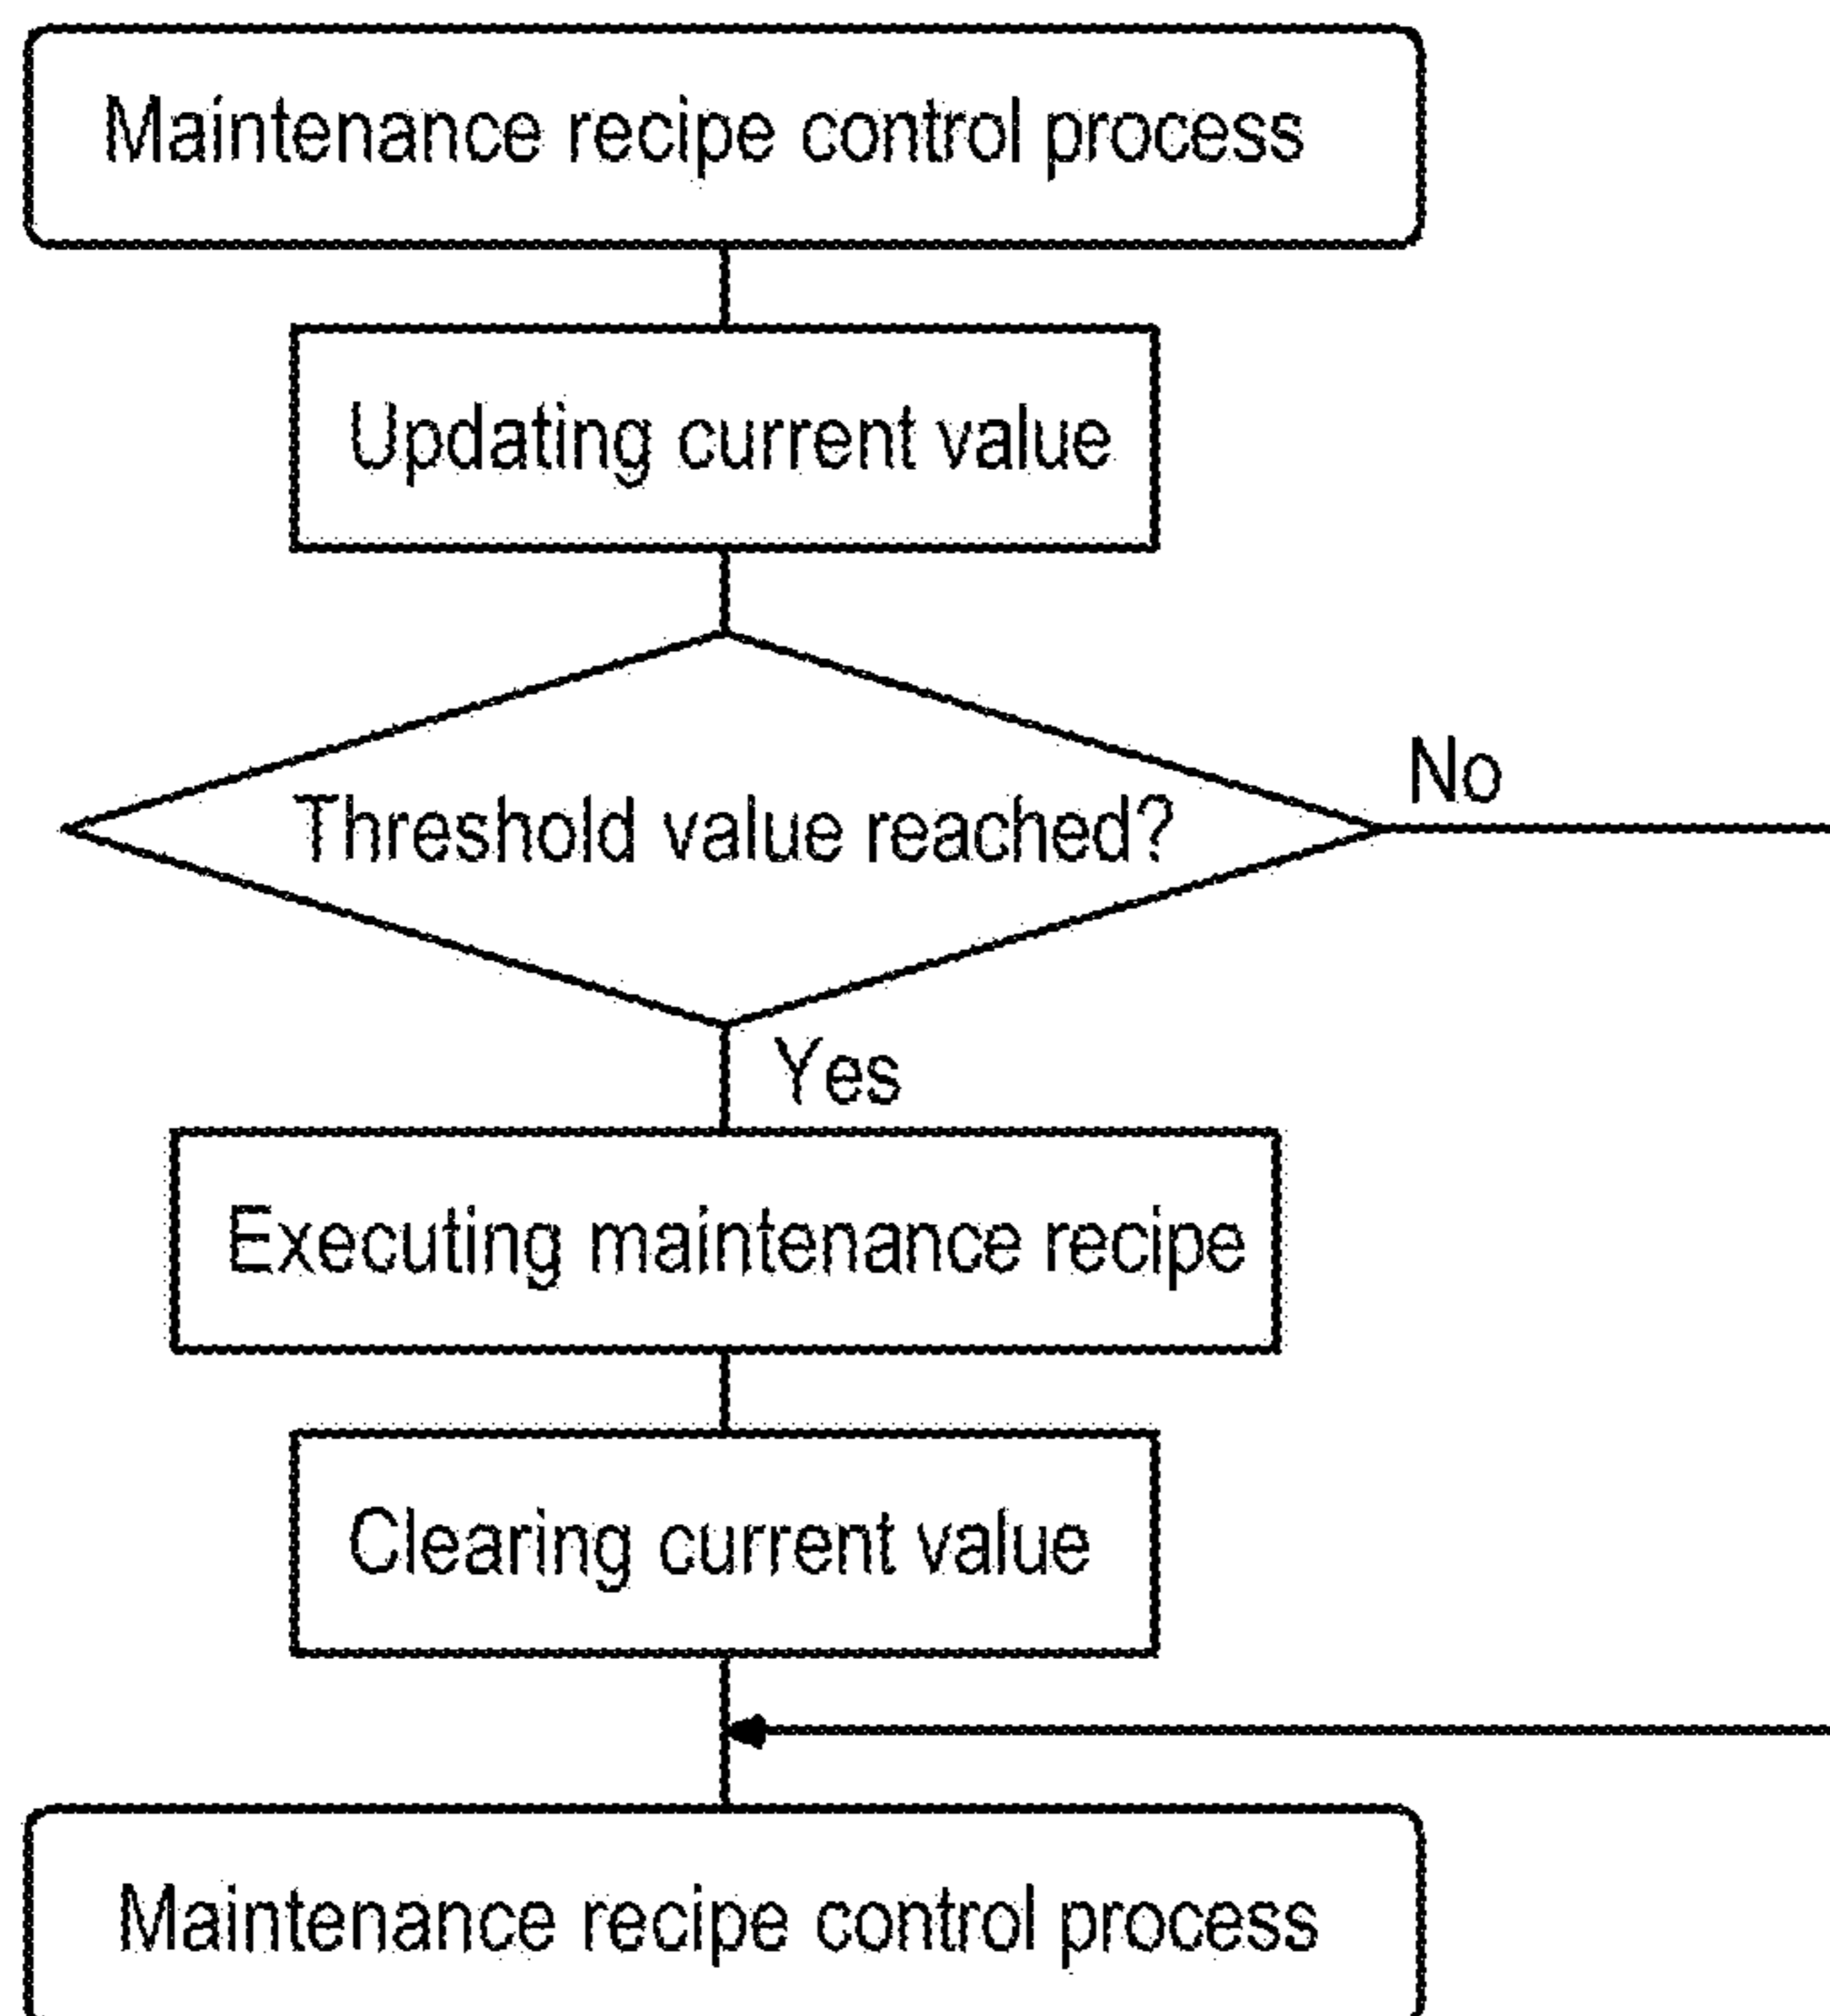 Maintenance recipe control process
Updating current value
Threshold value reached?
No
Yes
Executing maintenance recipe
Clearing current value
Maintenance recipe control process